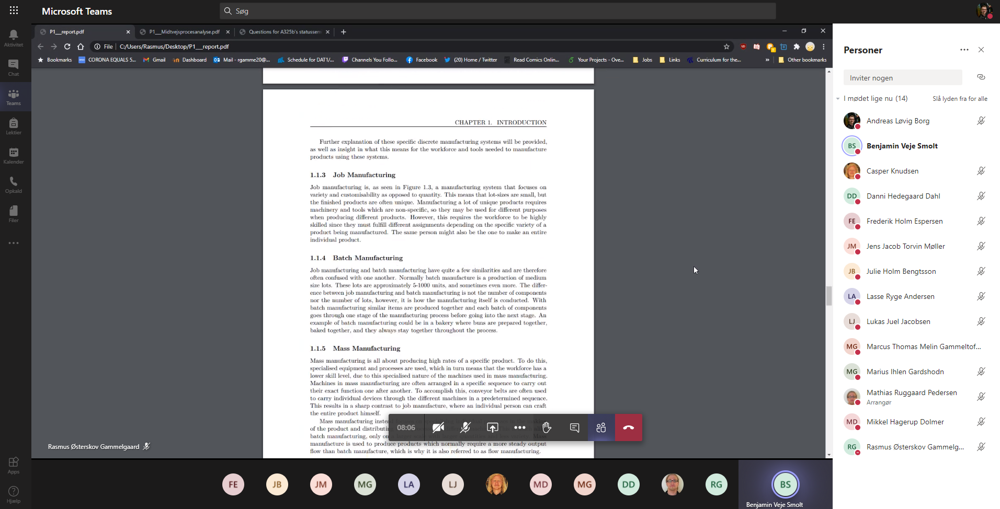 Microsoft Teams
Søg
Aktivitet
Chat
Teams
Lektier
Kalender
Opkald
Filer
Apps
Hjælp
P1___report.pdf
P1___Midtvejsprocesanalyse.pdf
Questions for A325b's statussem
File
C:/Users/Rasmus/Desktop/P1___report.pdf
Bookmarks
CORONA EQUALS 5...
Gmail
Dashboard
Mail - rgamme20@...
Schedule for DAT1/...
Channels You Follo...
Facebook
(20) Home / Twitter
Read Comics Onlin...
Your Projects - Ove...
Jobs
Links
Curriculum for the...
»
Other bookmarks
CHAPTER 1. INTRODUCTION
Further explanation of these specific discrete manufacturing systems will be provided,
as well as insight in what this means for the workforce and tools needed to manufacture
products using these systems.
1.1.3 Job Manufacturing
Job manufacturing is, as seen in Figure 1.3, a manufacturing system that focuses on
variety and customisability as opposed to quantity. This means that lot-sizes are small, but
the finished products are often unique. Manufacturing a lot of unique products requires
machinery and tools which are non-specific, so they may be used for different purposes
when producing different products. However, this requires the workforce to be highly
skilled since they must fulfill different assignments depending on the specific variety of a
product being manufactured. The same person might also be the one to make an entire
individual product.
1.1.4 Batch Manufacturing
Job manufacturing and batch manufacturing have quite a few similarities and are therefore
often confused with one another. Normally batch manufacture is a production of medium
size lots. These lots are approximately 5-1000 units, and sometimes even more. The differ-
ence between job manufacturing and batch manufacturing is not the number of components
nor the number of lots, however, it is how the manufacturing itself is conducted. With
batch manufacturing similar items are produced together and each batch of components
goes through one stage of the manufacturing process before going into the next stage. An
example of batch manufacturing could be in a bakery where buns are prepared together,
baked together, and they always stay together throughout the process.
1.1.5 Mass Manufacturing
Mass manufacturing is all about producing high rates of a specific product. To do this,
specialised equipment and processes are used, which in turn means that the workforce has a
lower skill level, due to this specialised nature of the machines used in mass manufacturing.
Machines in mass manufacturing are often arranged in a specific sequence to carry out
their exact function one after another. To accomplish this, conveyor belts are often used
to carry individual devices through the different machines in a predetermined sequence.
This results in a sharp contrast to job manufacture, where an individual person can craft
the entire product himself.
Mass manufacturing
of the product and distributing
batch manufacturing, only
manufacture is used to produce products which normally require a more steady output
flow than batch manufacture, which is why it is also referred to as flow manufacturing.
08:06
Rasmus Østerskov Gammelgaard
FE
JB
JM
MG
LA
LJ
MD
MG
DD
RG
BS
Benjamin Veje Smolt
Personer
Inviter nogen
I mødet lige nu (14)
Slå lyden fra for alle
Andreas Løvig Borg
BS
Benjamin Veje Smolt
Casper Knudsen
DD
Danni Hedegaard Dahl
FE
Frederik Holm Espersen
JM
Jens Jacob Torvin Møller
JB
Julie Holm Bengtsson
LA
Lasse Ryge Andersen
LJ
Lukas Juel Jacobsen
MG
Marcus Thomas Melin Gammeltof...
MG
Marius Ihlen Gardshodn
Mathias Ruggaard Pedersen
Arrangør
MD
Mikkel Hagerup Dolmer
RG
Rasmus Østerskov Gammelg...